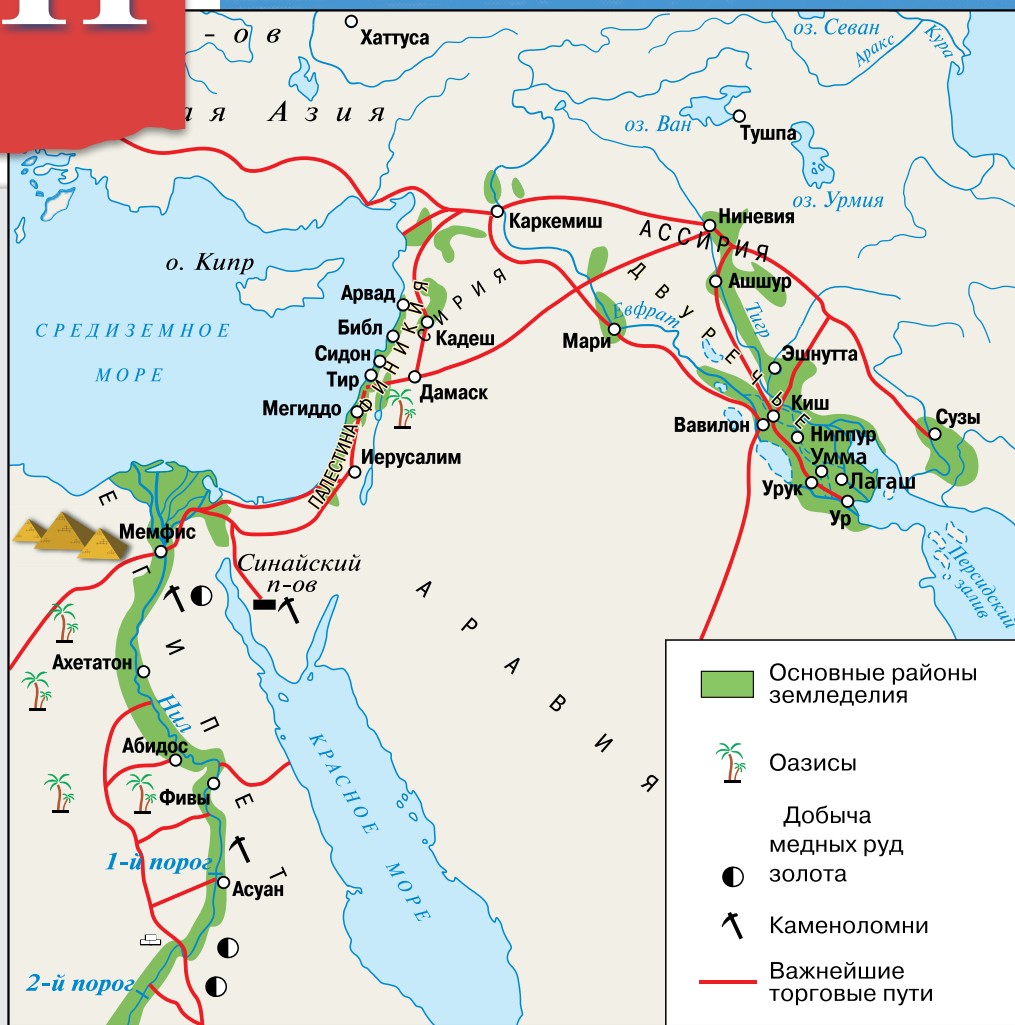 П
- о в
ая Азия
Хаттуса
оз. Севан
Аракс
Кура
оз. Ван
Тушпа
оз. Урмия
Каркемиш
Ниневия
АССИРИЯ
о. Кипр
Ашшур
ДВУРЕЧЬЕ
Арвад
СИРИЯ
Евфрат
Тигр
СРЕДИЗЕМНОЕ
МОРЕ
Библ
Кадеш
Мари
Сидон
ФИНИКИЯ
Эшнутта
Тир
Дамаск
Мегиддо
Киш
Вавилон
Сузы
Ниппур
ПАЛЕСТИНА
Иерусалим
Умма
Урук
Лагаш
Ур
ЕГИПЕТ
Мемфис
Синайский
п-ов
Персидский
залив
АРАВИЯ
Ахетатон
Нил
Абидос
Фивы
КРАСНОЕ МОРЕ
1-й порог
Асуан
2-й порог
Основные районы
земледелия
Оазисы
Добыча
медных руд
золота
Каменоломни
Важнейшие
торговые пути